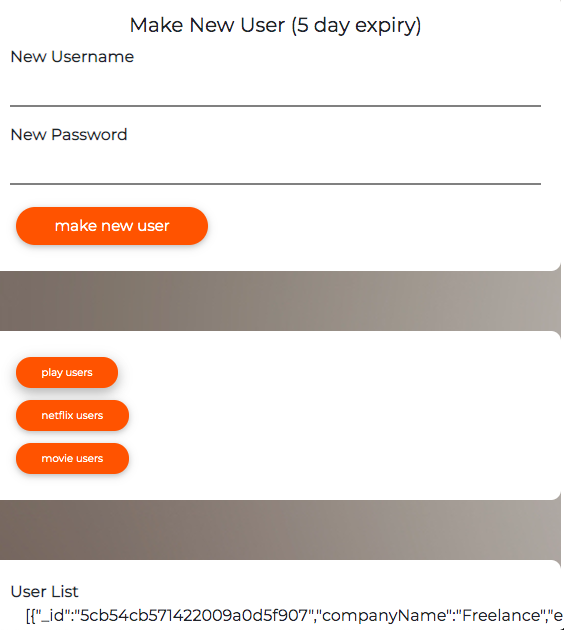 Make New User (5 day expiry)
New Username
New Password
make new user
play users
netflix users
movie users
User List
[{"_id":"5cb54cb571422009a0d5f907","companyName":"Freelance","e